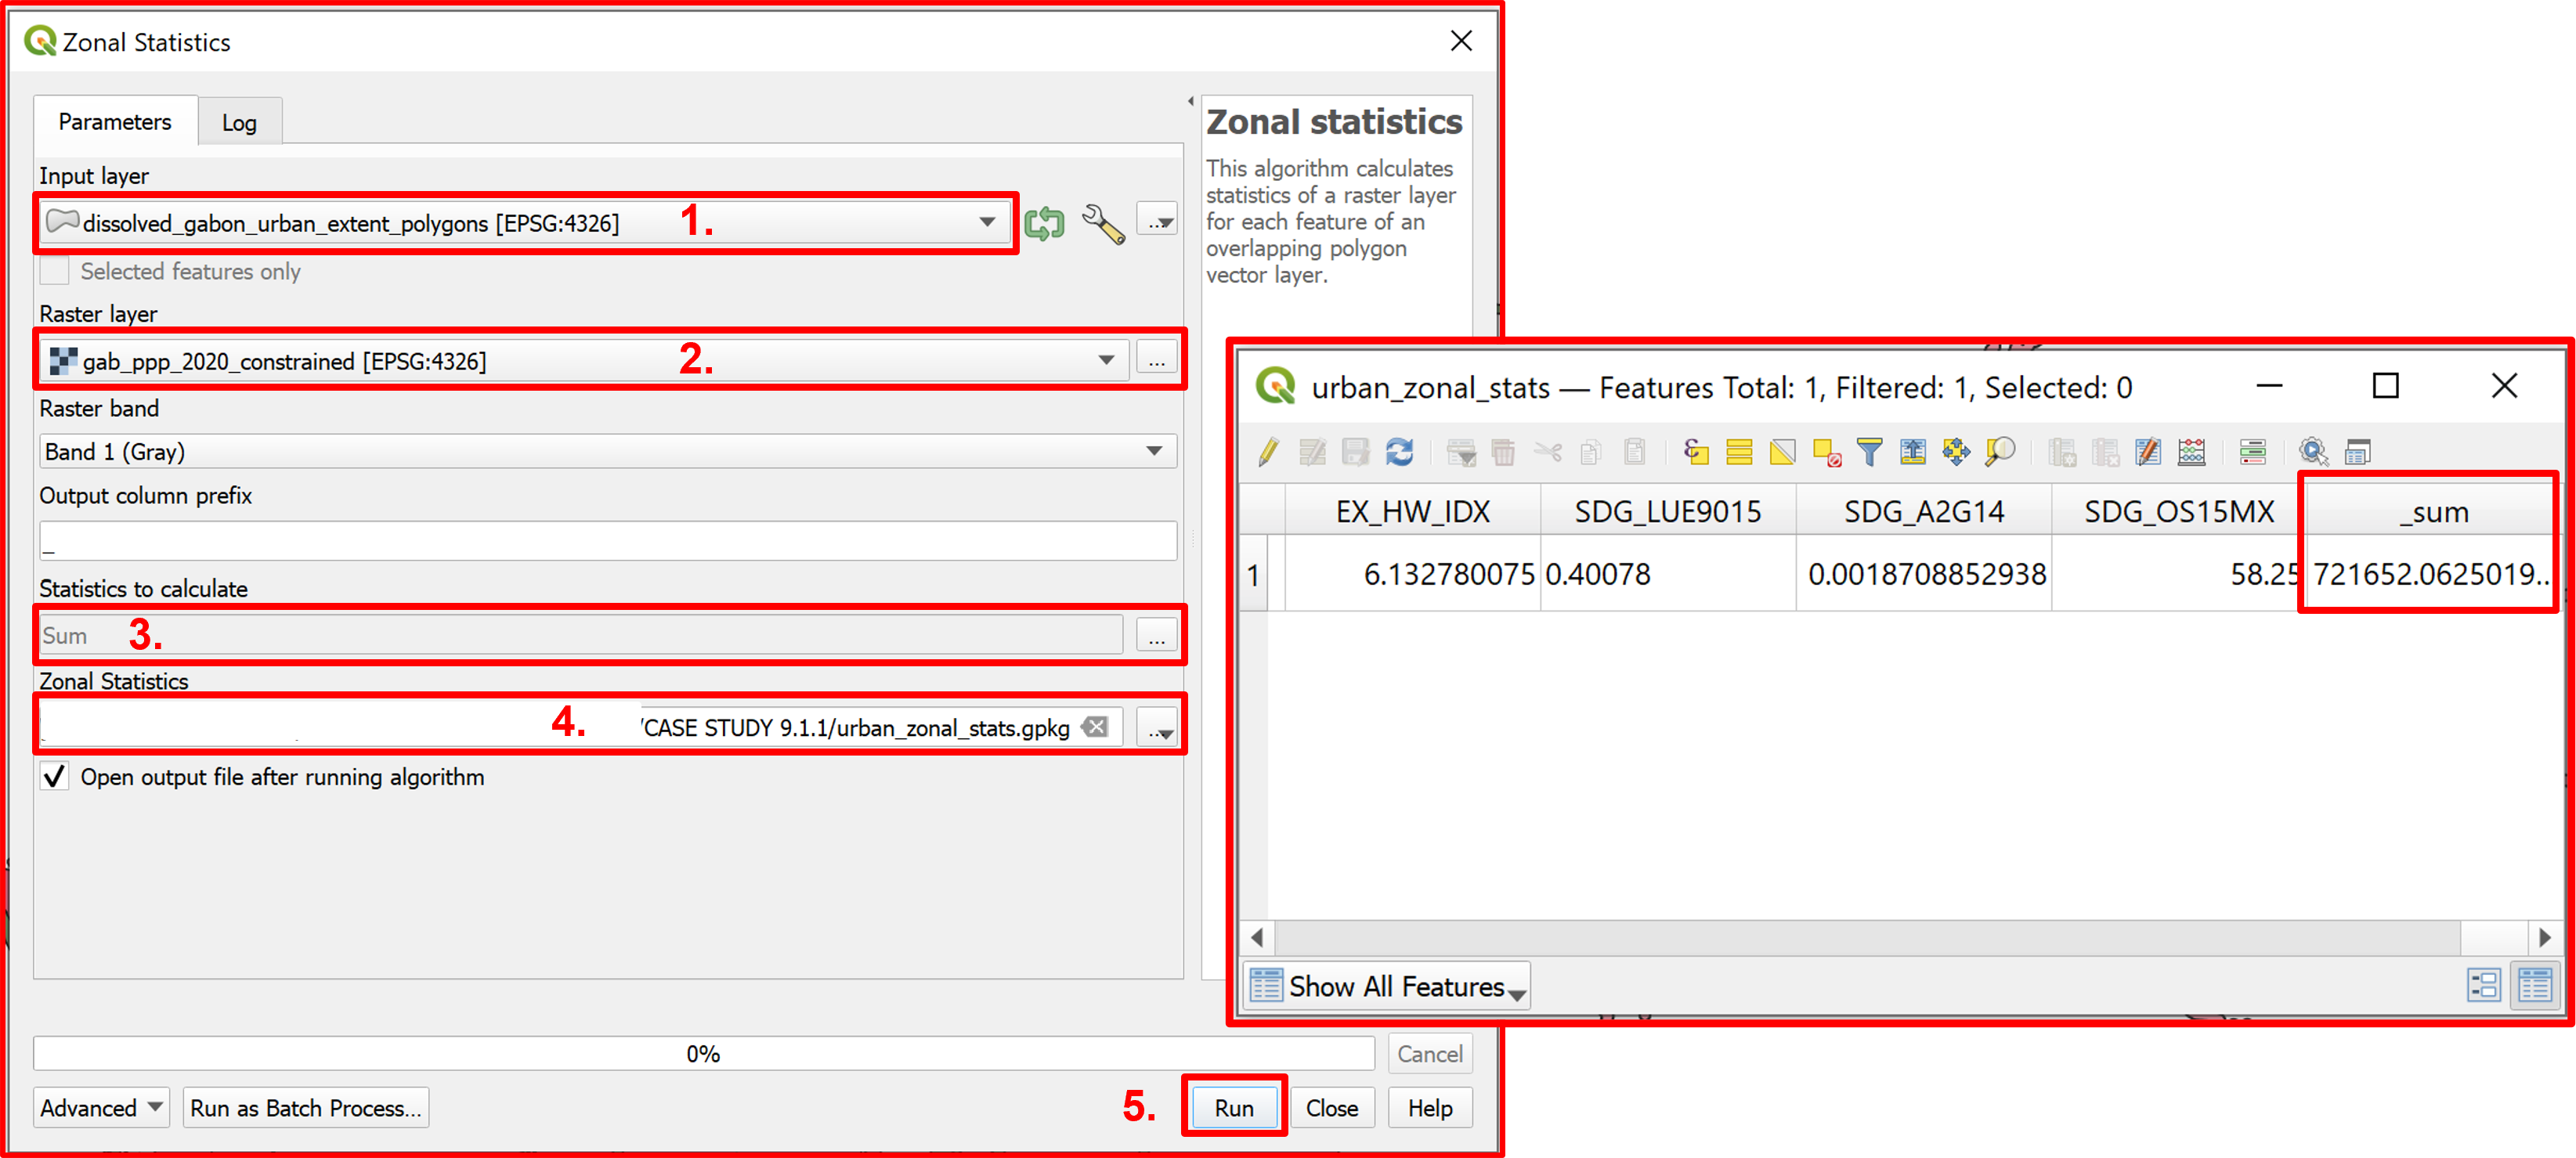 Zonal Statistics
Parameters
Log
Input layer
dissolved_gabon_urban_extent_polygons [EPSG:4326]
1.
...
Selected features only
Raster layer
gab_ppp_2020_constrained [EPSG:4326]
2.
...
Raster band
Band 1 (Gray)
Output column prefix
_
Statistics to calculate
Sum
3.
...
Zonal Statistics
4.
/CASE STUDY 9.1.1/urban_zonal_stats.gpkg
...
Open output file after running algorithm
0%
Cancel
Advanced
Run as Batch Process...
5.
Run
Close
Help
Zonal statistics
This algorithm calculates
statistics of a raster layer
for each feature of an
overlapping polygon
vector layer.
urban_zonal_stats — Features Total: 1, Filtered: 1, Selected: 0
EX_HW_IDX SDG_LUE9015 SDG_A2G14 SDG_OS15MX _sum
1 6.132780075 0.40078 0.0018708852938 58.25 721652.0625019...
Show All Features